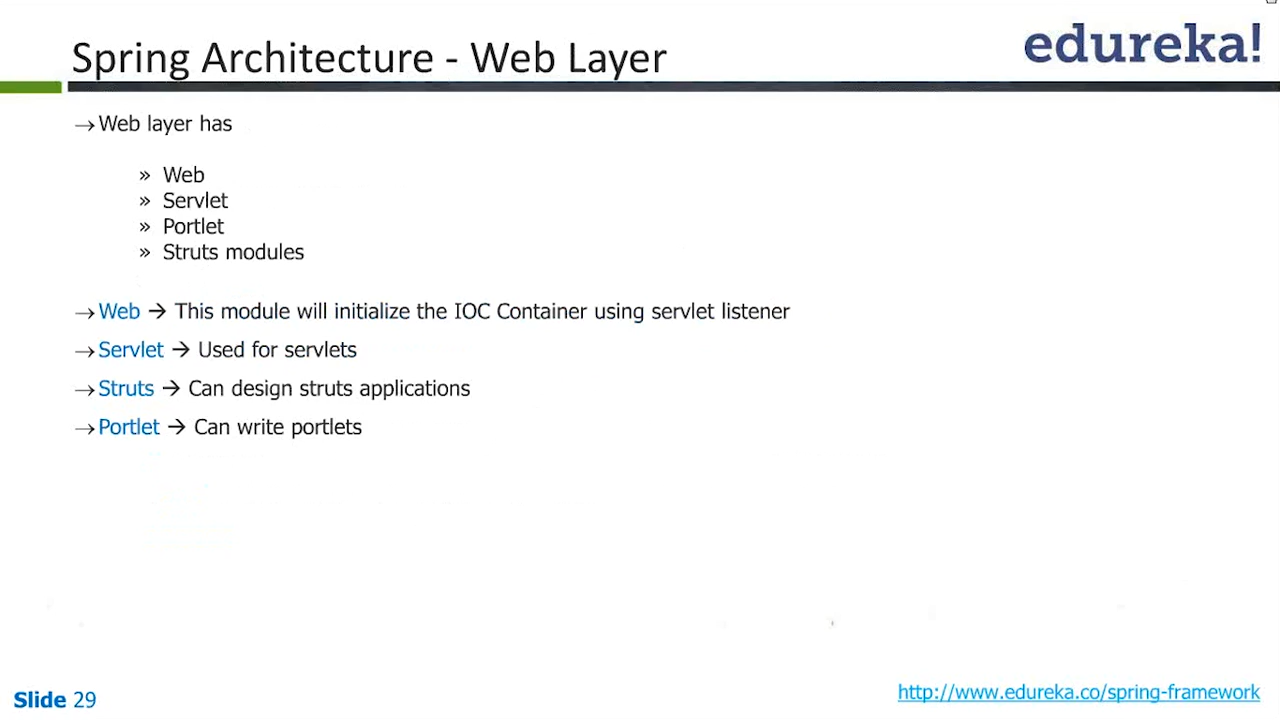 Spring Architecture - Web Layer
edureka!
→Web layer has
» Web
» Servlet
» Portlet
» Struts modules
→Web → This module will initialize the IOC Container using servlet listener
→Servlet → Used for servlets
→Struts → Can design struts applications
→Portlet → Can write portlets
Slide 29
http://www.edureka.co/spring-framework